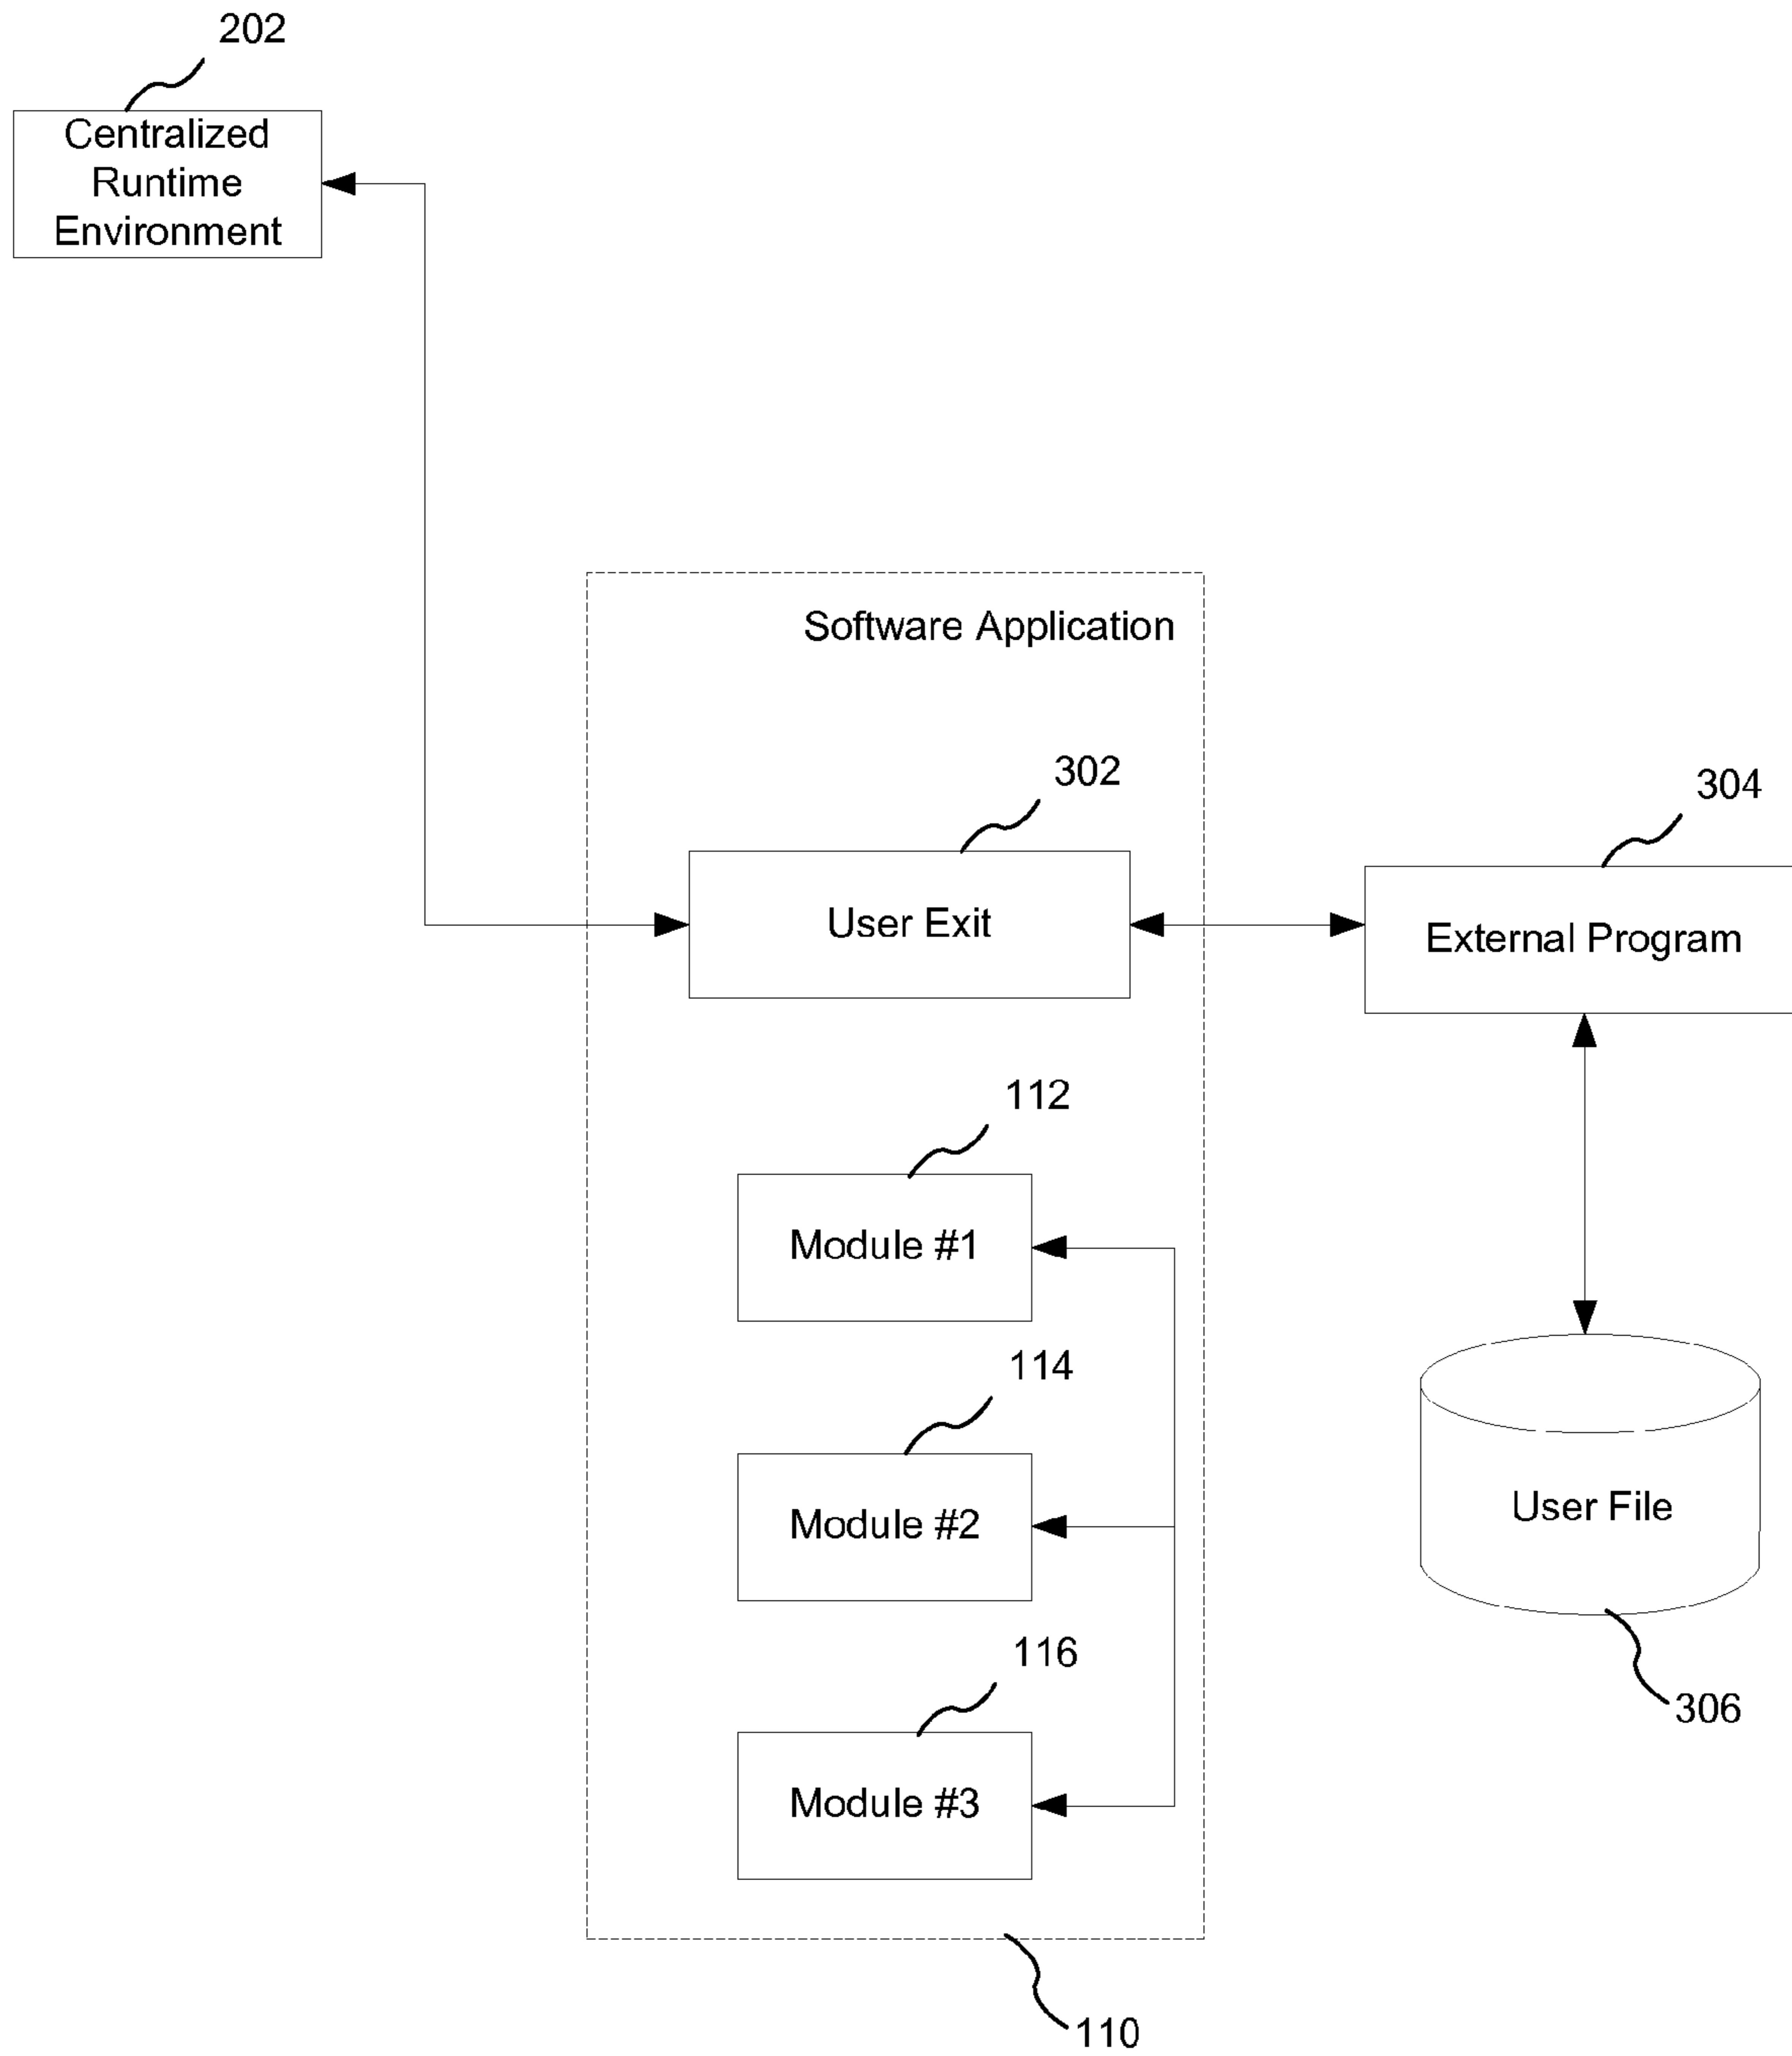 202
Centralized
Runtime
Environment
Software Application
302
304
User Exit
External Program
112
Module #1
114
Module #2
User File
116
306
Module #3
110